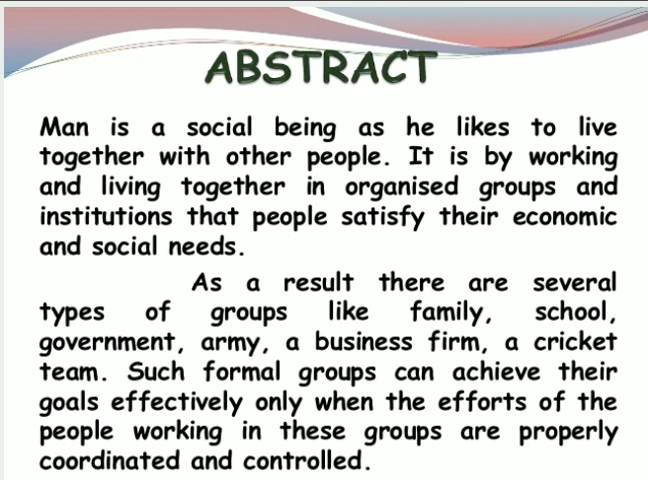 ABSTRACT
Man is a social being as he likes to live
together with other people. It is by working
and living together in organised groups and
institutions that people satisfy their economic
and social needs.
As a result there are several
types of groups like family, school,
government, army, a business firm, a cricket
team. Such formal groups can achieve their
goals effectively only when the efforts of the
people working in these groups are properly
coordinated and controlled.